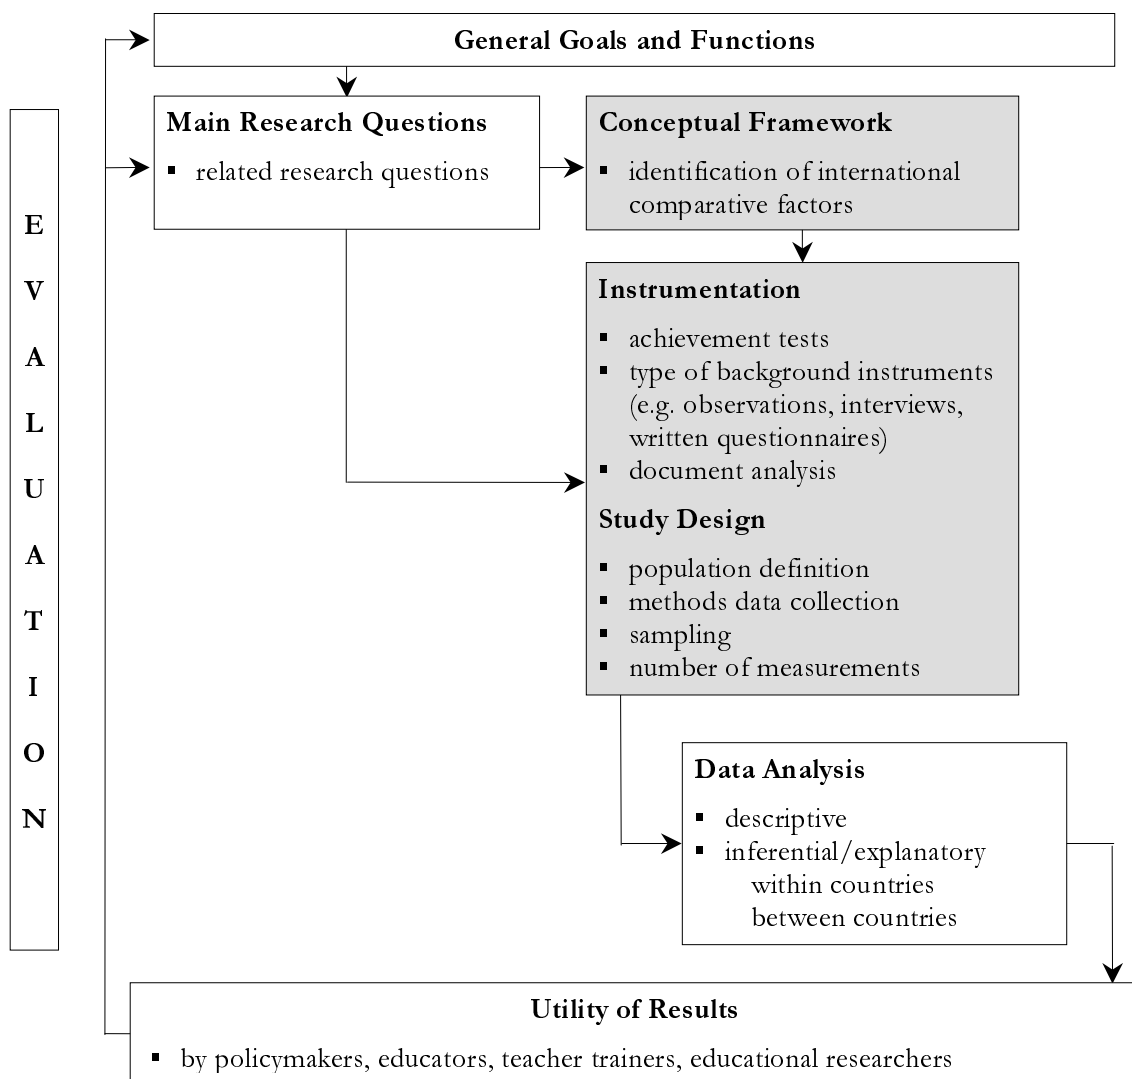 General Goals and Functions
Main Research Questions
▪ related research questions
Conceptual Framework
▪ identification of international
comparative factors
Instrumentation
▪ achievement tests
▪ type of background instruments
(e.g. observations, interviews,
written questionnaires)
▪ document analysis
Study Design
▪ population definition
▪ methods data collection
▪ sampling
▪ number of measurements
Data Analysis
▪ descriptive
▪ inferential/explanatory
within countries
between countries
Utility of Results
▪ by policymakers, educators, teacher trainers, educational researchers
E
V
A
L
U
A
T
I
O
N